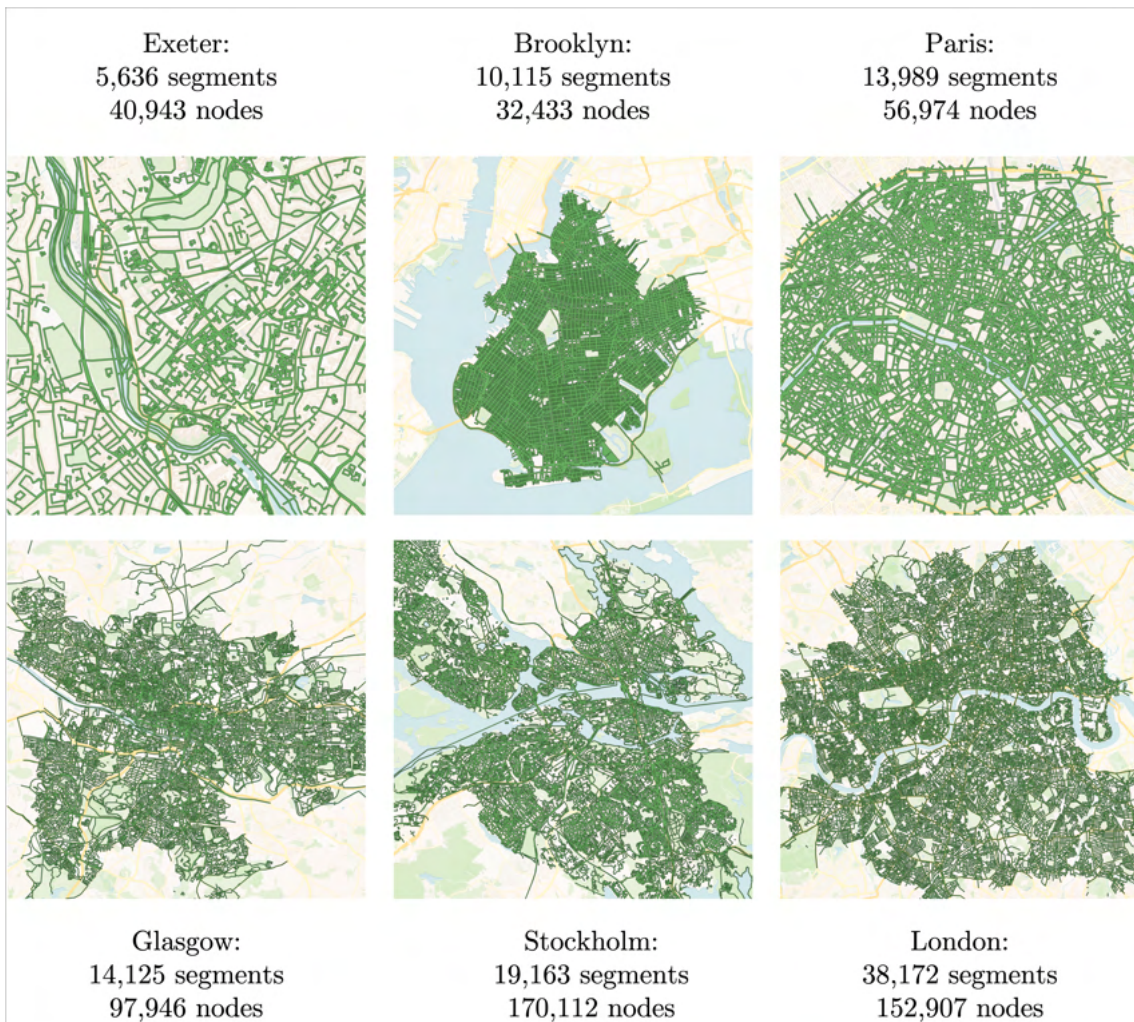 Exeter:
5,636 segments
40,943 nodes
Brooklyn:
10,115 segments
32,433 nodes
Paris:
13,989 segments
56,974 nodes
Glasgow:
14,125 segments
97,946 nodes
Stockholm:
19,163 segments
170,112 nodes
London:
38,172 segments
152,907 nodes